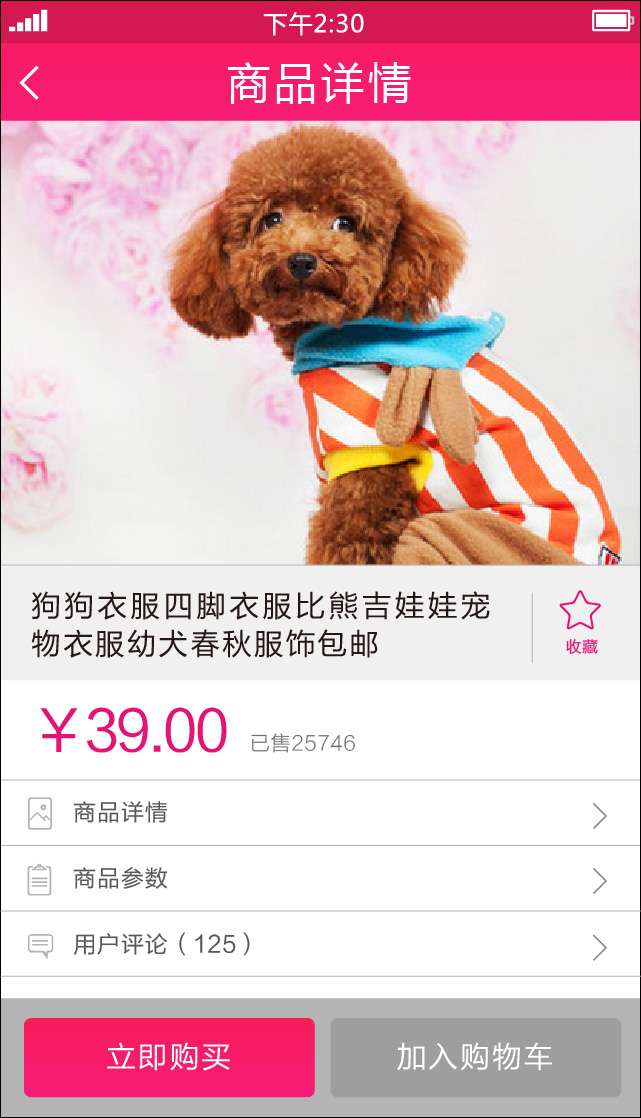 下午2:30
商品详情
狗狗衣服四脚衣服比熊吉娃娃宠
物衣服幼犬春秋服饰包邮
收藏
￥39.00 已售25746
商品详情
商品参数
用户评论（125）
立即购买 加入购物车